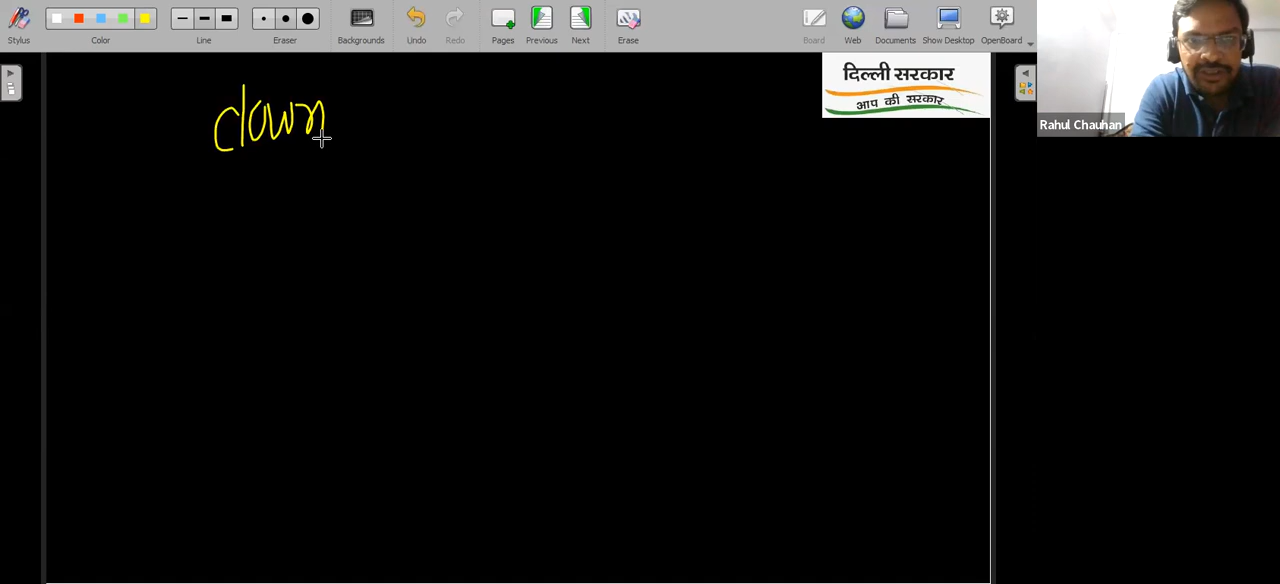 Stylus Color Line Eraser Backgrounds Undo Redo Pages Previous Next Erase Board Web Documents Show Desktop OpenBoard
clown
दिल्ली सरकार
आप की सरकार
Rahul Chauhan